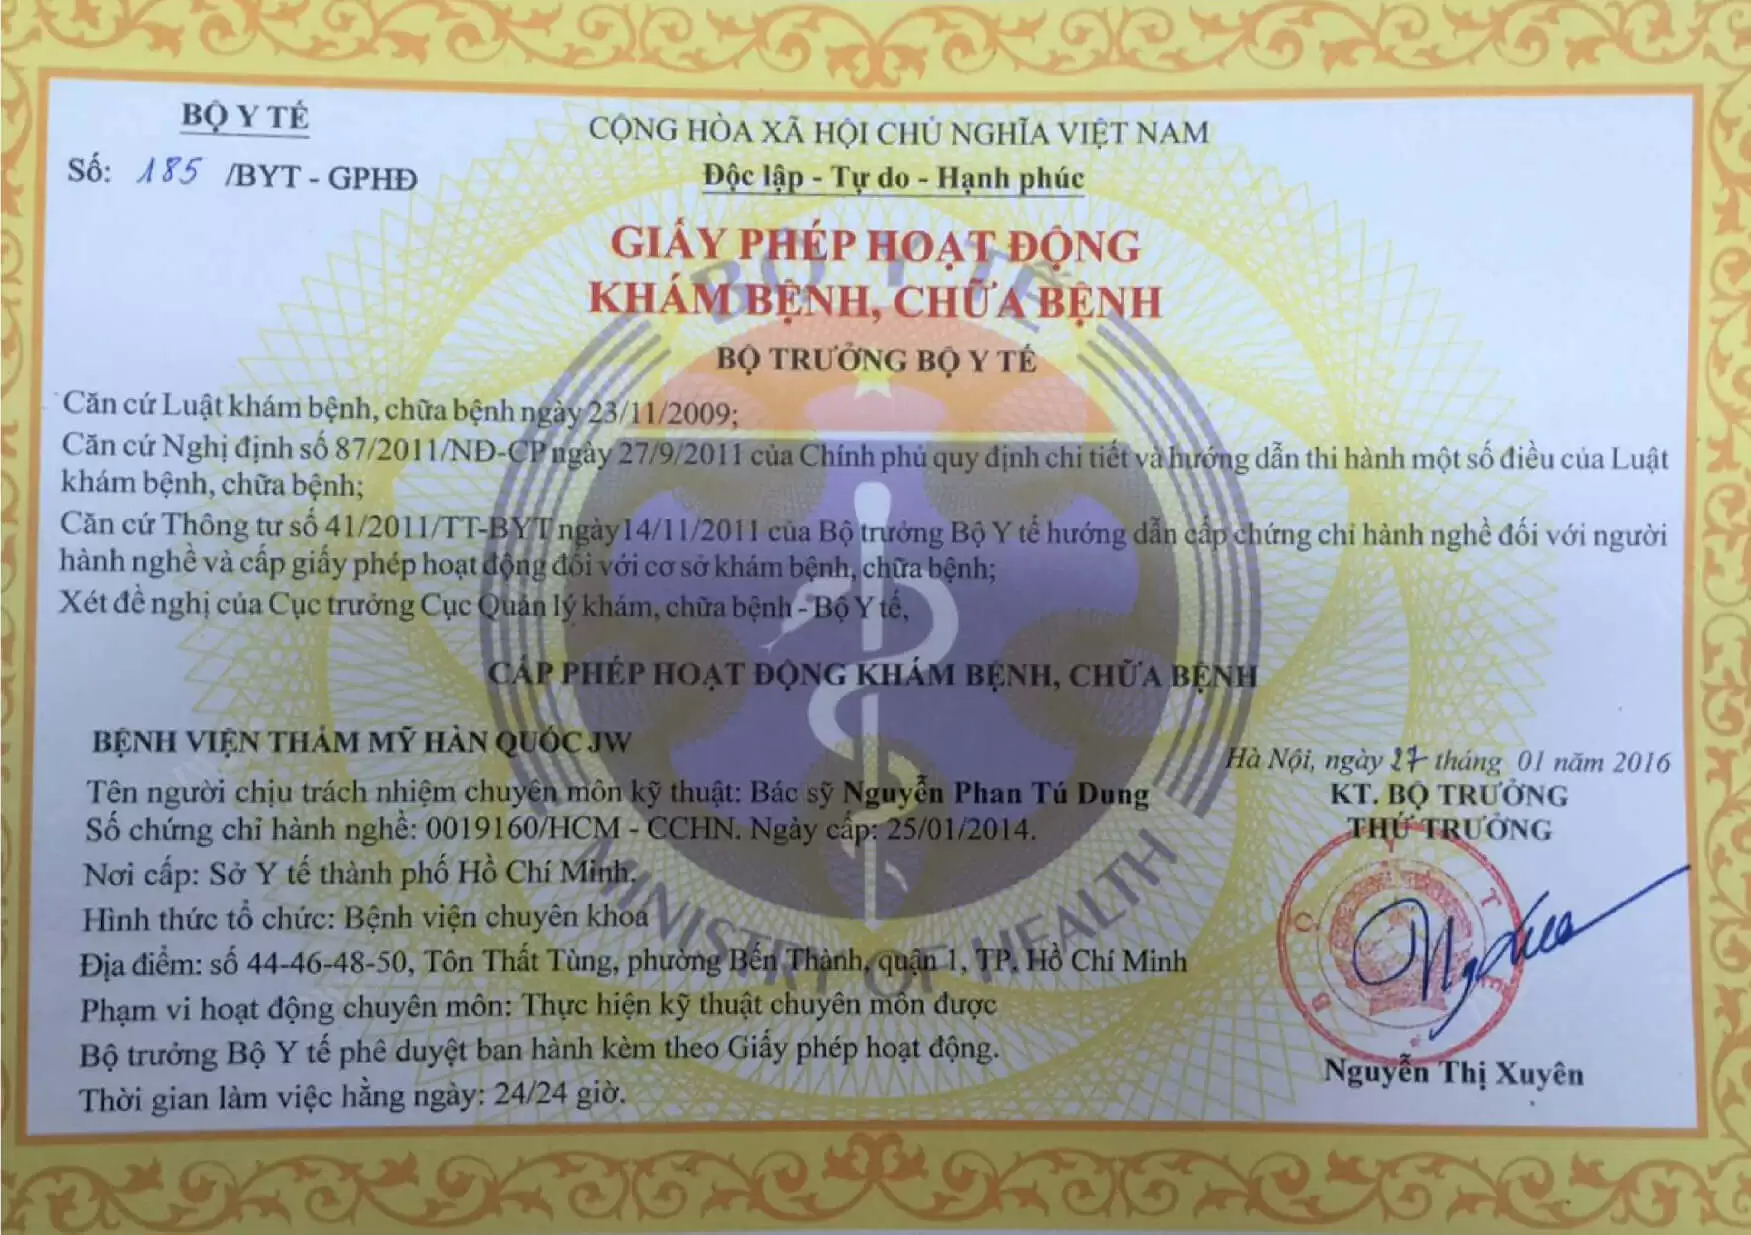 BỘ Y TẾ
Số: 185 /BYT - GPHĐ
CỘNG HÒA XÃ HỘI CHỦ NGHĨA VIỆT NAM
Độc lập - Tự do - Hạnh phúc
GIẤY PHÉP HOẠT ĐỘNG
KHÁM BỆNH, CHỮA BỆNH
BỘ TRƯỞNG BỘ Y TẾ
Căn cứ Luật khám bệnh, chữa bệnh ngày 23/11/2009;
Căn cứ Nghị định số 87/2011/NĐ-CP ngày 27/9/2011 của Chính phủ quy định chi tiết và hướng dẫn thi hành một số điều của Luật
khám bệnh, chữa bệnh;
Căn cứ Thông tư số 41/2011/TT-BYT ngày 14/11/2011 của Bộ trưởng Bộ Y tế hướng dẫn cấp chứng chỉ hành nghề đối với người
hành nghề và cấp giấy phép hoạt động đối với cơ sở khám bệnh, chữa bệnh;
Xét đề nghị của Cục trưởng Cục Quản lý khám, chữa bệnh - Bộ Y tế,
CẤP PHÉP HOẠT ĐỘNG KHÁM BỆNH, CHỮA BỆNH
BỆNH VIỆN THẨM MỸ HÀN QUỐC JW
Tên người chịu trách nhiệm chuyên môn kỹ thuật: Bác sỹ Nguyễn Phan Tú Dung
Số chứng chỉ hành nghề: 0019160/HCM - CCHN. Ngày cấp: 25/01/2014.
Nơi cấp: Sở Y tế thành phố Hồ Chí Minh.
Hình thức tổ chức: Bệnh viện chuyên khoa
Địa điểm: số 44-46-48-50, Tôn Thất Tùng, phường Bến Thành, quận 1, TP. Hồ Chí Minh
Phạm vi hoạt động chuyên môn: Thực hiện kỹ thuật chuyên môn được
Bộ trưởng Bộ Y tế phê duyệt ban hành kèm theo Giấy phép hoạt động.
Thời gian làm việc hằng ngày: 24/24 giờ.
Hà Nội, ngày 27 tháng 01 năm 2016
KT. BỘ TRƯỞNG
THỨ TRƯỞNG
BỘ Y TẾ
Nguyễn Thị Xuyên
BỘ Y TẾ
MINISTRY OF HEALTH